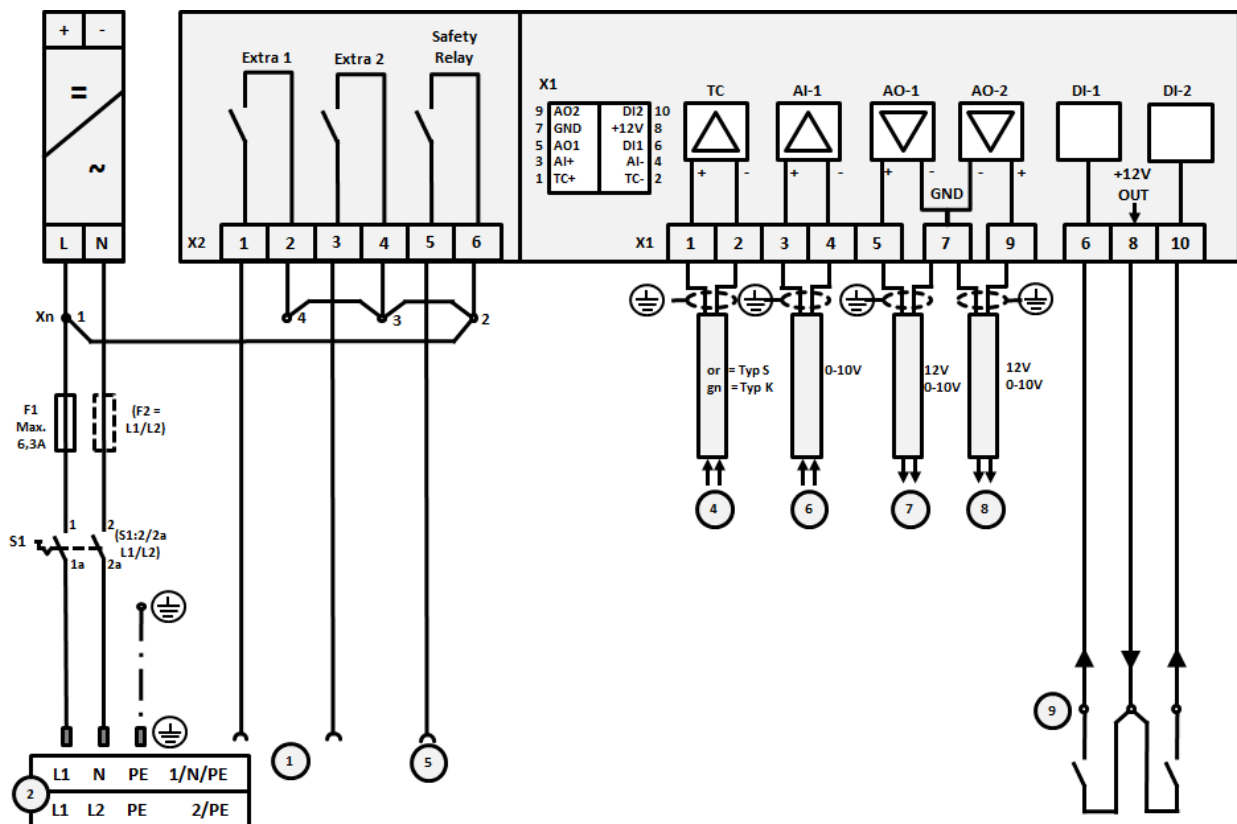 + -
=
~
L N
Extra 1
Extra 2
Safety
Relay
X2 1 2 3 4 5 6
X1
9 AO2 DI2 10
7 GND +12V 8
5 AO1 DI1 6
3 AI+ AI- 4
1 TC+ TC- 2
TC AI-1 AO-1 AO-2 DI-1 DI-2
+ - + - + - - +
GND
+12V
OUT
X1 1 2 3 4 5 7 9 6 8 10
Xn 1
4 3 2
F1
Max.
6,3A
(F2 =
L1/L2)
or = Typ S
gn = Typ K
0-10V
12V
0-10V
12V
0-10V
4 6 7 8
S1
1 2
1a 2a
(S1:2/2a
L1/L2)
9
1
5
2
L1 N PE 1/N/PE
L1 L2 PE 2/PE